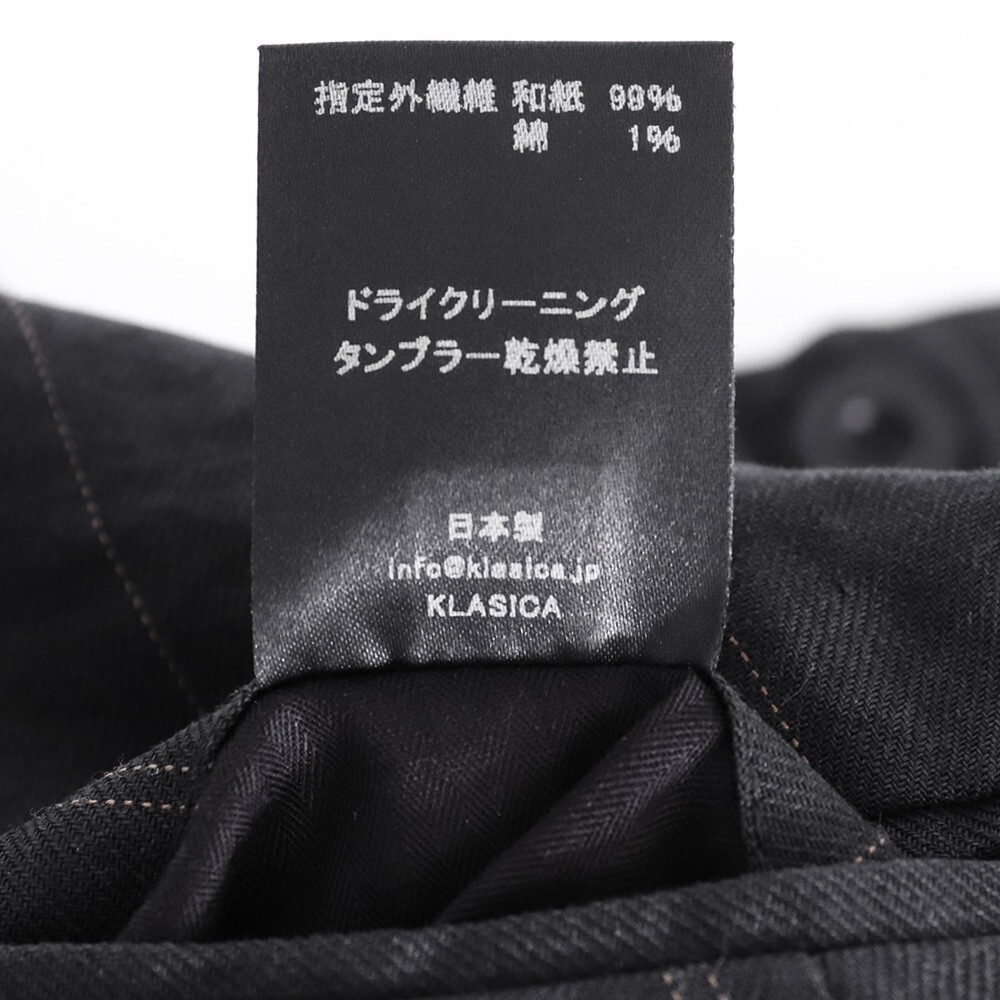 指定外繊維 和紙 99%
綿 1%
ドライクリーニング
タンブラー乾燥禁止
日本製
info@klasica.jp
KLASICA